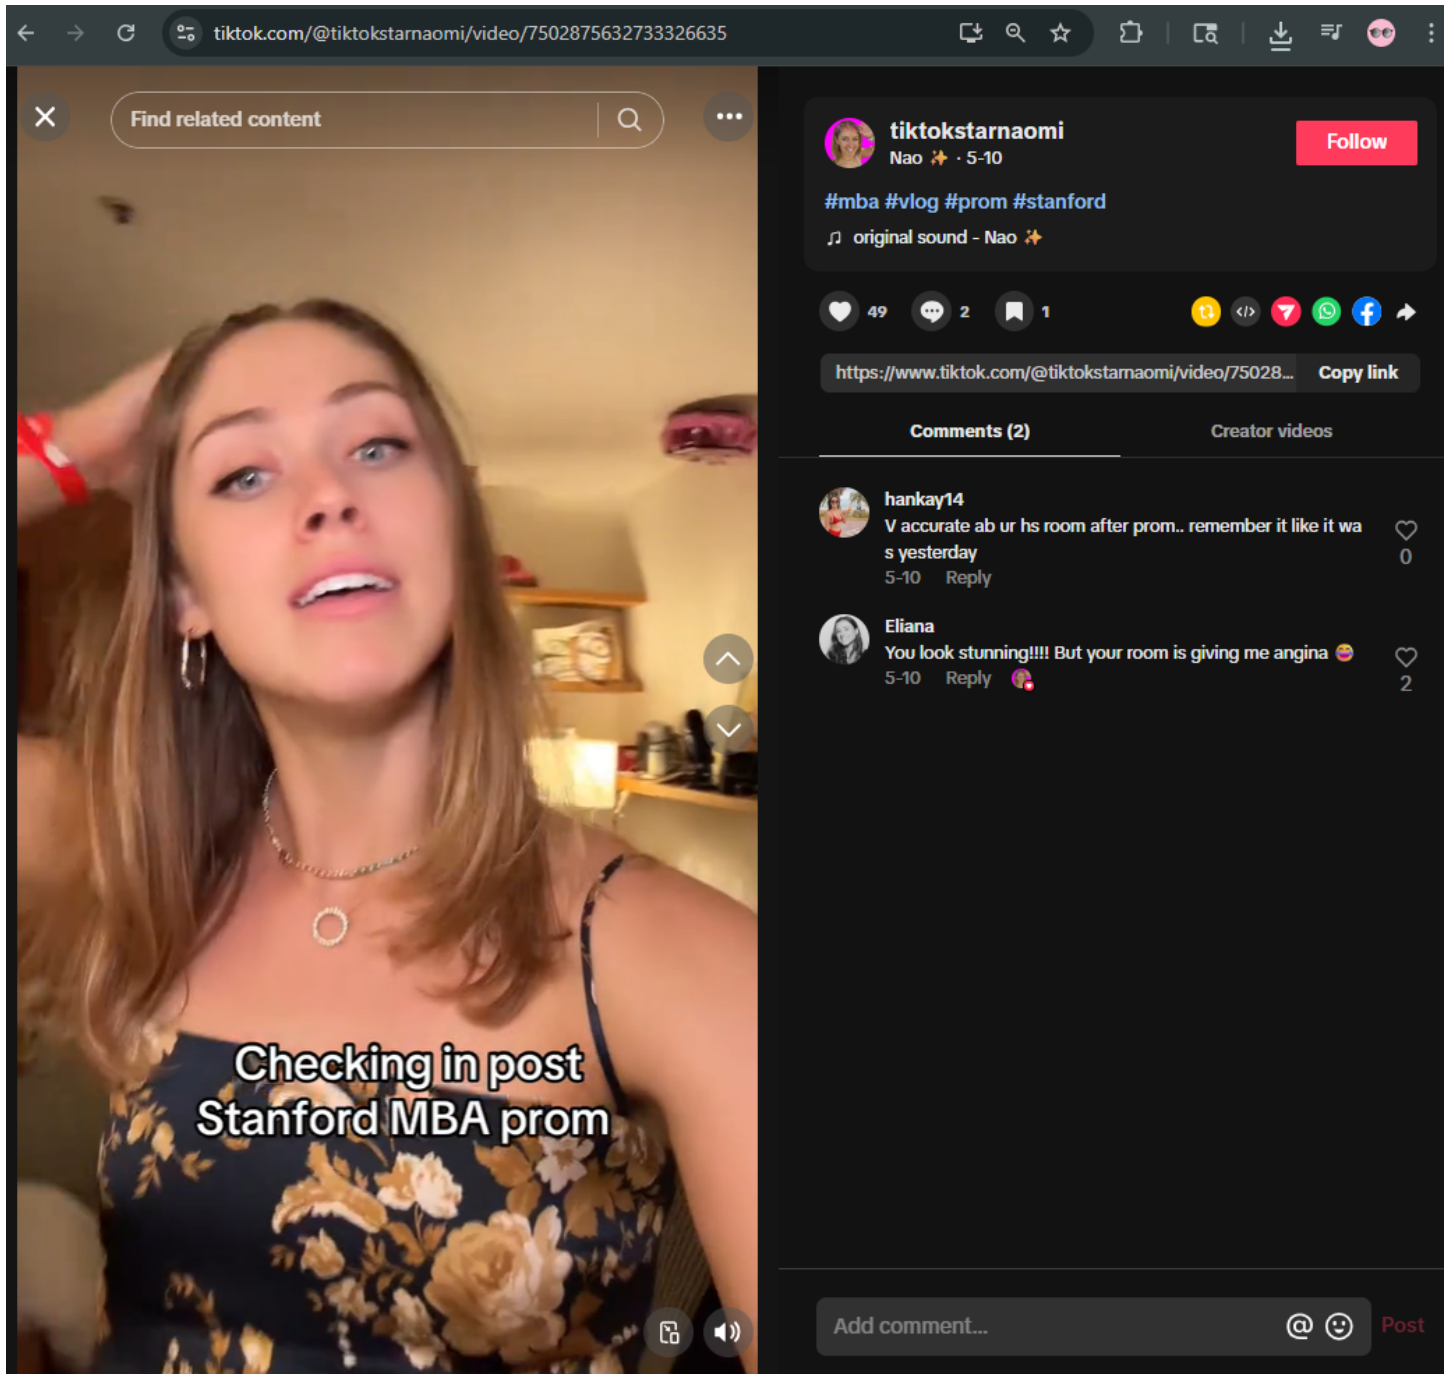 tiktok.com/@tiktokstarnaomi/video/7502875632733326635
Find related content
Checking in post
Stanford MBA prom
tiktokstarnaomi
Nao ✨ · 5-10
Follow
#mba #vlog #prom #stanford
original sound - Nao ✨
49
2
1
https://www.tiktok.com/@tiktokstarnaomi/video/75028...
Copy link
Comments (2)
Creator videos
hankay14
V accurate ab ur hs room after prom.. remember it like it wa
s yesterday
0
5-10 Reply
Eliana
You look stunning!!!! But your room is giving me angina 😂
5-10 Reply
2
Add comment...
Post